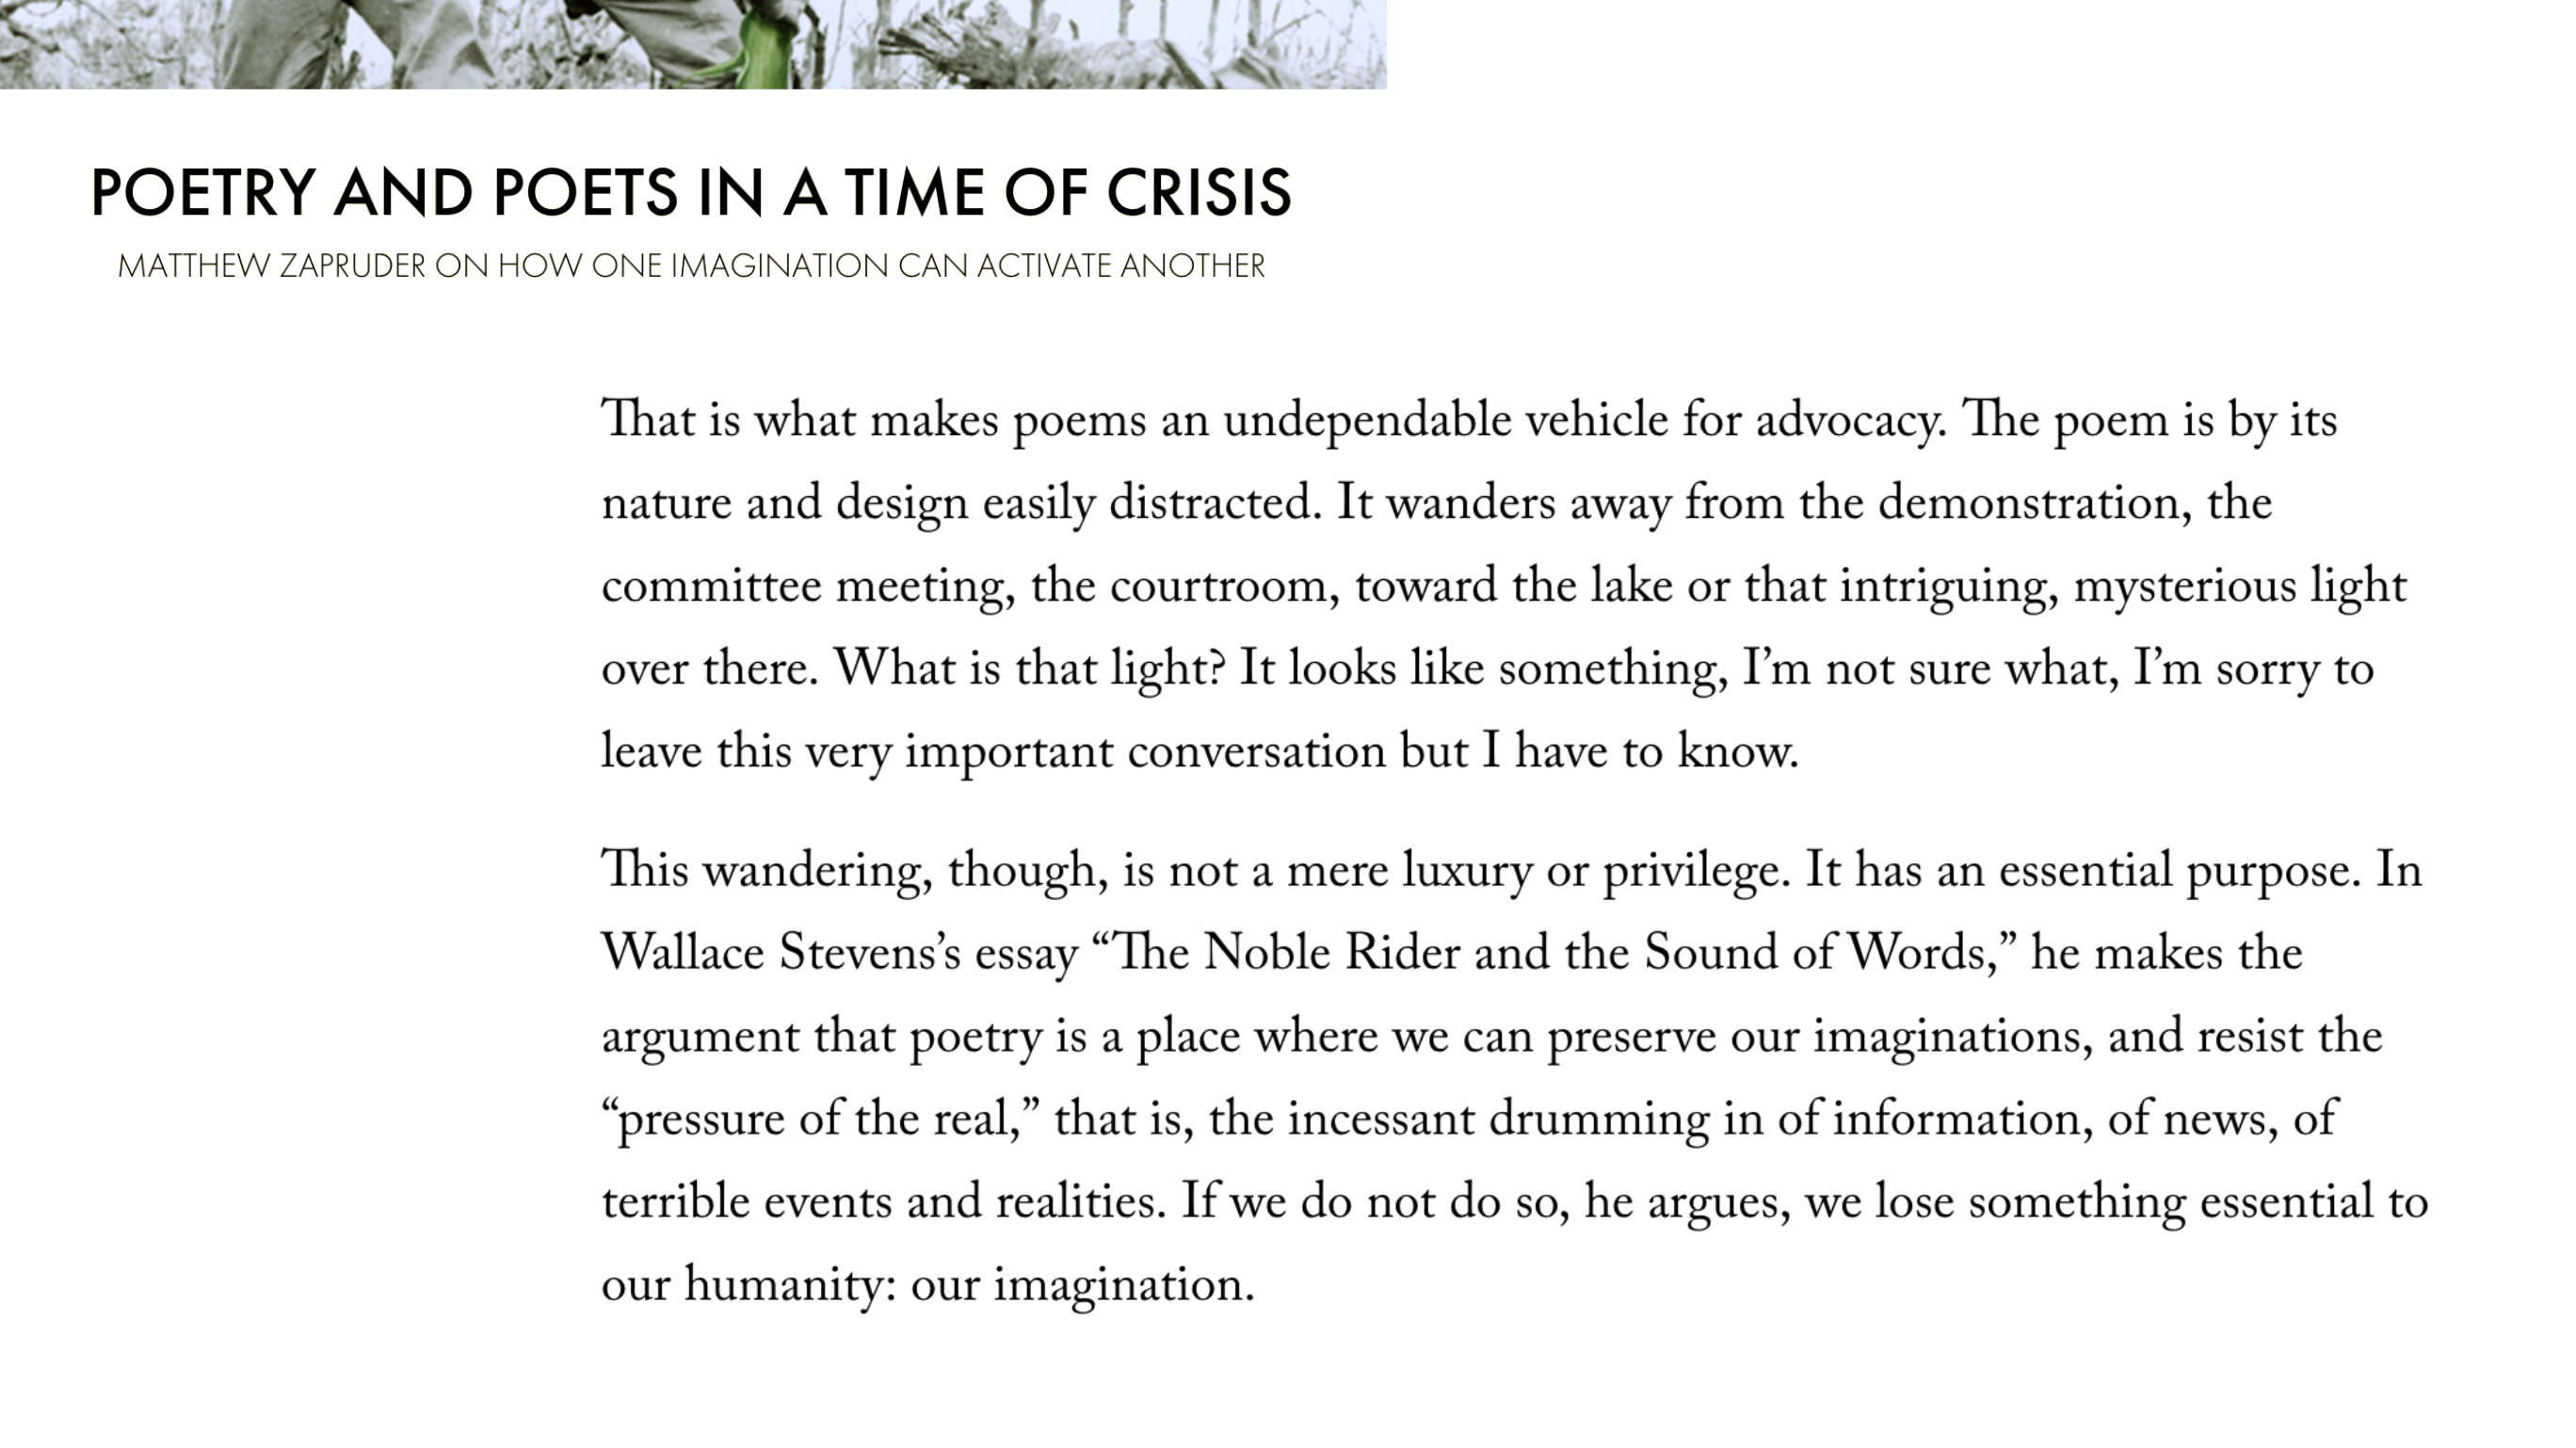 POETRY AND POETS IN A TIME OF CRISIS
MATTHEW ZAPRUDER ON HOW ONE IMAGINATION CAN ACTIVATE ANOTHER
That is what makes poems an undependable vehicle for advocacy. The poem is by its
nature and design easily distracted. It wanders away from the demonstration, the
committee meeting, the courtroom, toward the lake or that intriguing, mysterious light
over there. What is that light? It looks like something, I’m not sure what, I’m sorry to
leave this very important conversation but I have to know.
This wandering, though, is not a mere luxury or privilege. It has an essential purpose. In
Wallace Stevens’s essay “The Noble Rider and the Sound of Words,” he makes the
argument that poetry is a place where we can preserve our imaginations, and resist the
“pressure of the real,” that is, the incessant drumming in of information, of news, of
terrible events and realities. If we do not do so, he argues, we lose something essential to
our humanity: our imagination.